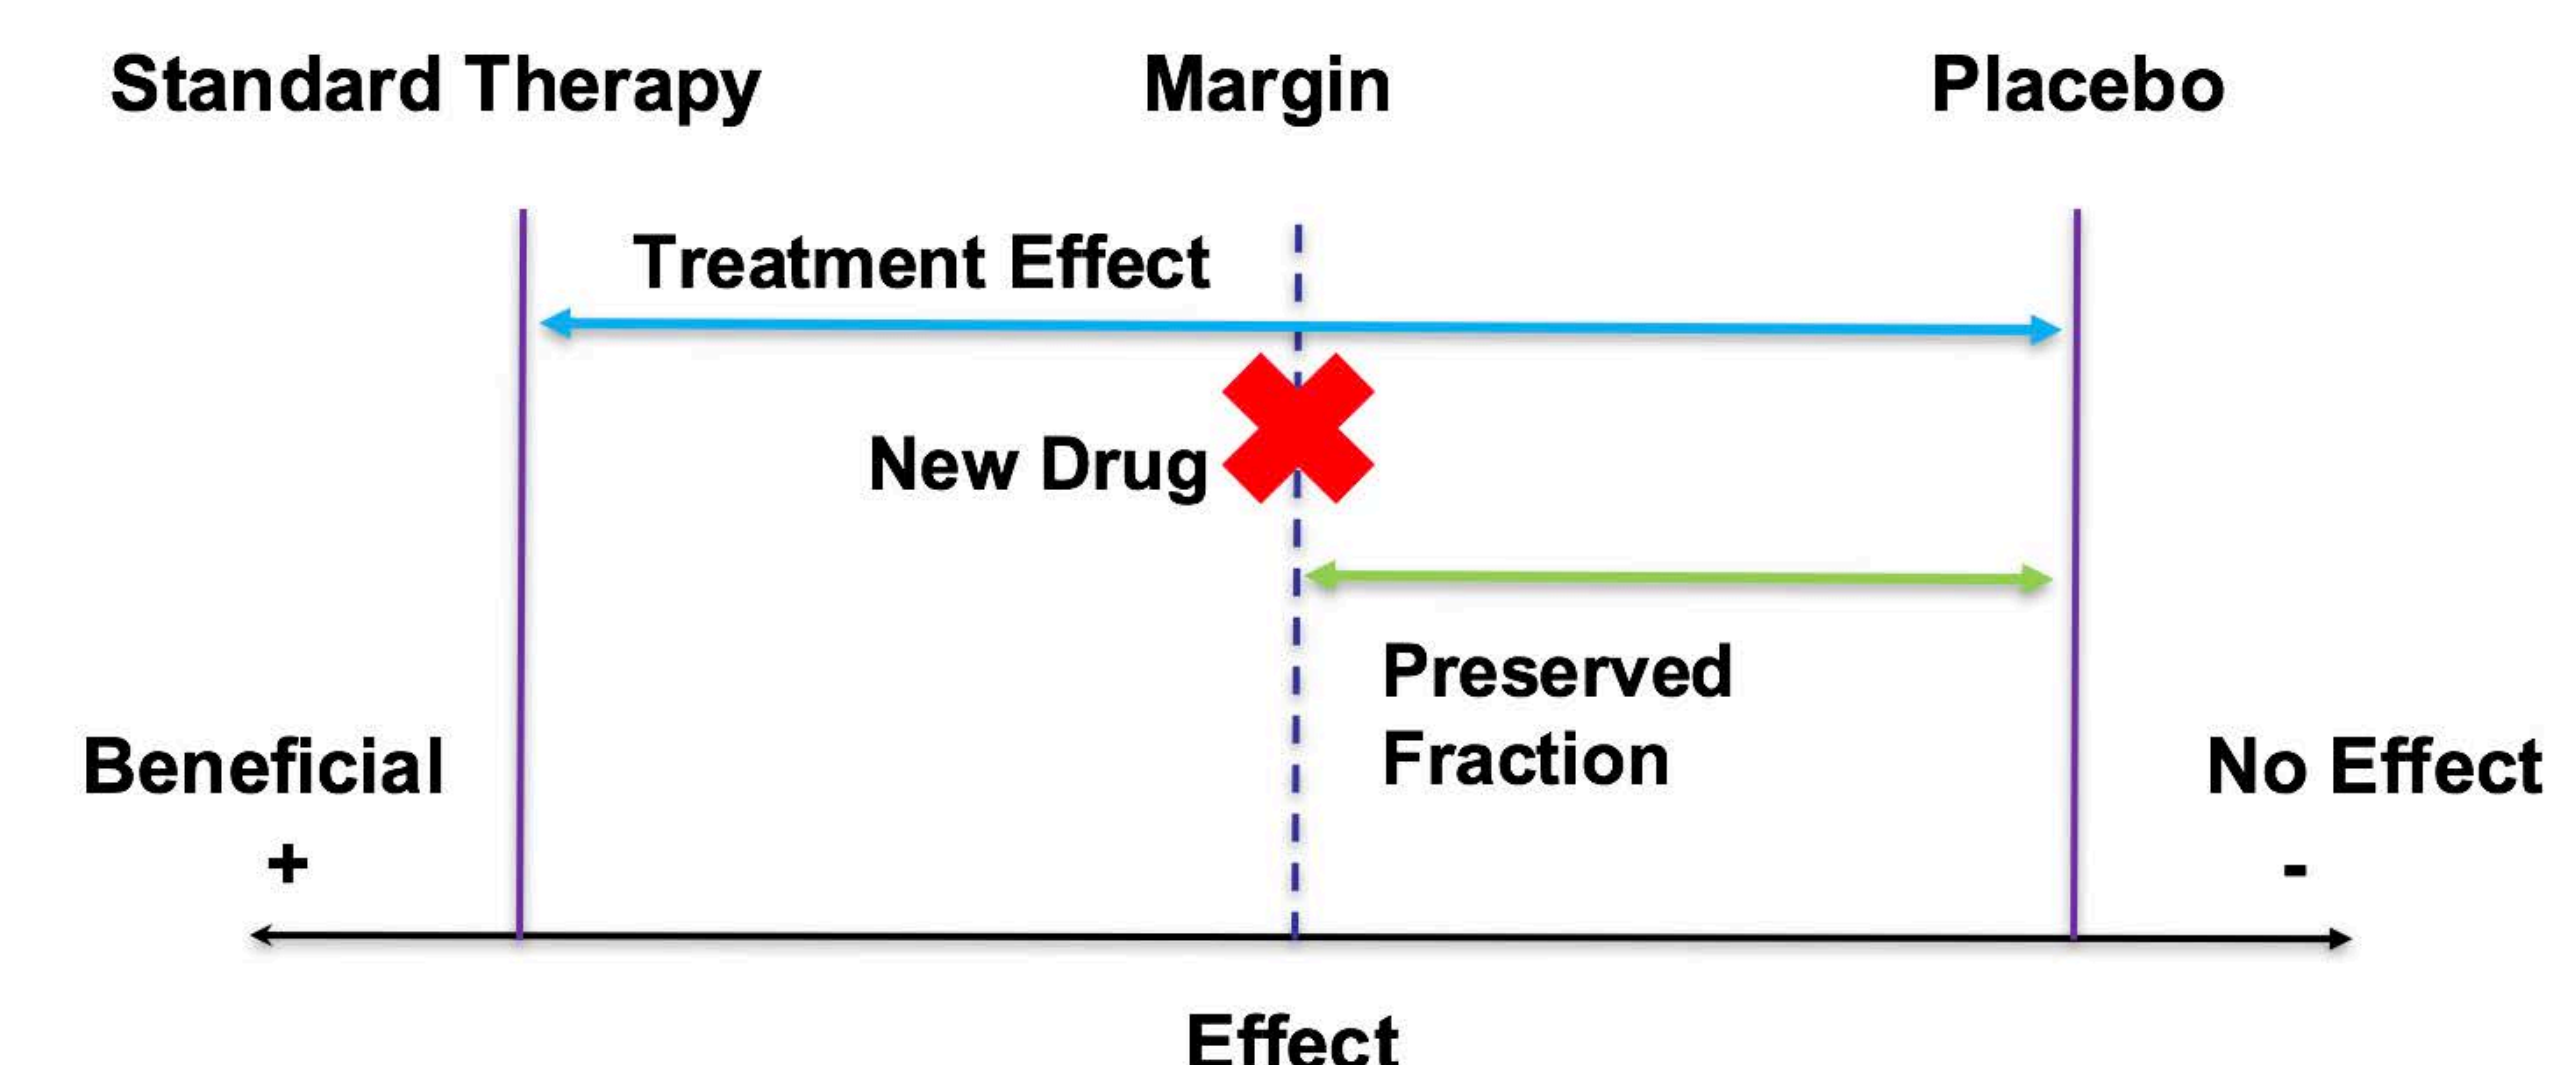 Standard Therapy
Margin
Placebo
Treatment Effect
New Drug
Preserved
Fraction
Beneficial
+
No Effect
-
Effect